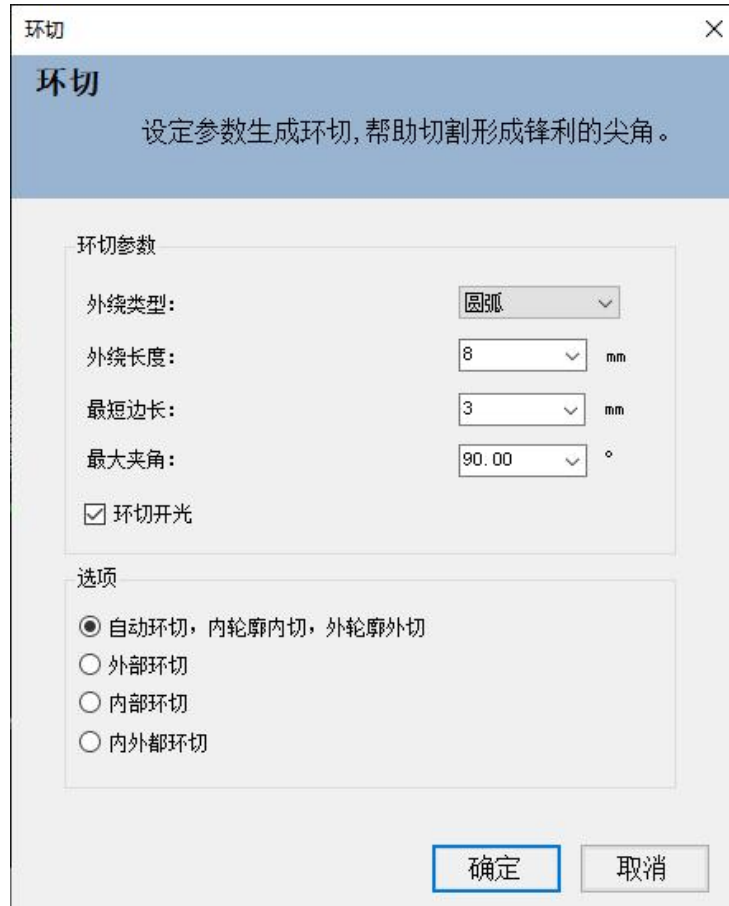 环切
环切
设定参数生成环切,帮助切割形成锋利的尖角。
环切参数
外绕类型: 圆弧
外绕长度: 8 mm
最短边长: 3 mm
最大夹角: 90.00 °
环切开光
选项
自动环切，内轮廓内切，外轮廓外切
外部环切
内部环切
内外都环切
确定 取消